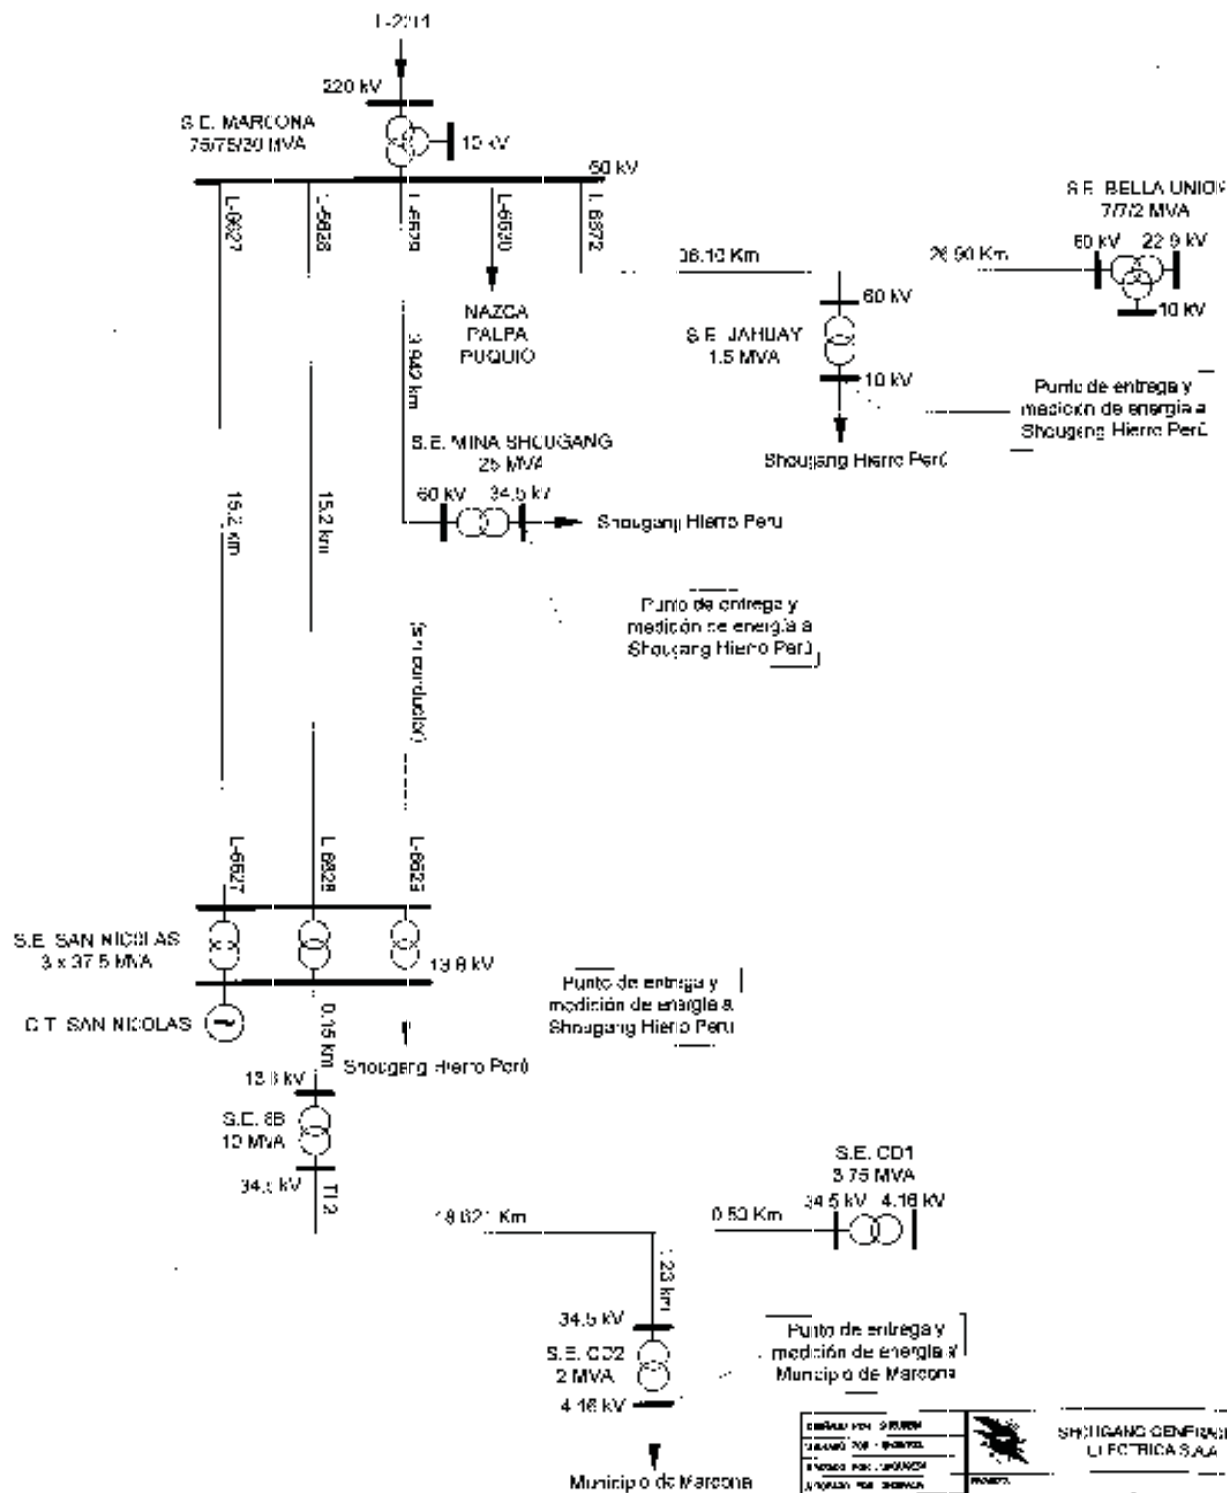 L-2211
220 kV
S.E. MARCONA
75/75/30 MVA
10 kV
60 kV
L-6627
L-6628
L-6629
L-6630
L-6672
S.E. BELLA UNION
7/7/2 MVA
60 kV
22.9 kV
10 kV
26.90 Km
60 kV
NAZCA
PALPA
PUQUIO
S.E. JAHUAY
1.5 MVA
10 kV
Punto de entrega y
medición de energía a
Shougang Hierro Perú
Shougang Hierro Perú
S.E. MINA SHOUGANG
25 MVA
60 kV
34.5 kV
Shougang Hierro Peru
15.2 km
15.2 km
Punto de entrega y
medición de energía a
Shougang Hierro Perú
(sin conductor)
L-6627
L-6628
L-6629
S.E. SAN NICOLAS
3 x 37.5 MVA
13.8 kV
Punto de entrega y
medición de energía a
Shougang Hierro Peru
C.T. SAN NICOLAS
0.15 km
Shougang Hierro Perú
13.8 kV
S.E. 8B
10 MVA
34.5 kV
S.E. CD1
3.75 MVA
34.5 kV
4.16 kV
0.50 Km
34.5 kV
S.E. CD2
2 MVA
4.16 kV
Punto de entrega y
medición de energía a
Municipio de Marcona
Municipio de Marcona
SHOUGANG GENERACI
ELECTRICA S.A.A.